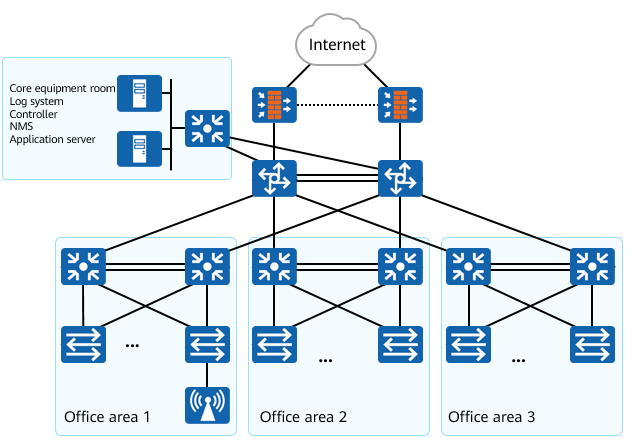 Internet
Core equipment room
Log system
Controller
NMS
Application server
...
...
...
Office area 1
Office area 2
Office area 3